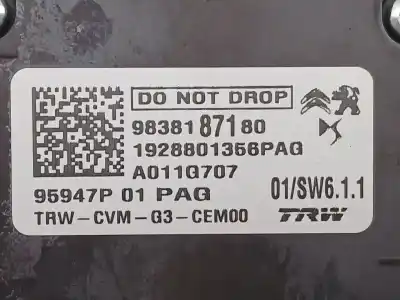 DO NOT DROP
98381 871 80
1928801356PAG
A011G707
95947P 01 PAG
01/SW6.1.1
TRW-CVM-G3-CEM00
TRW